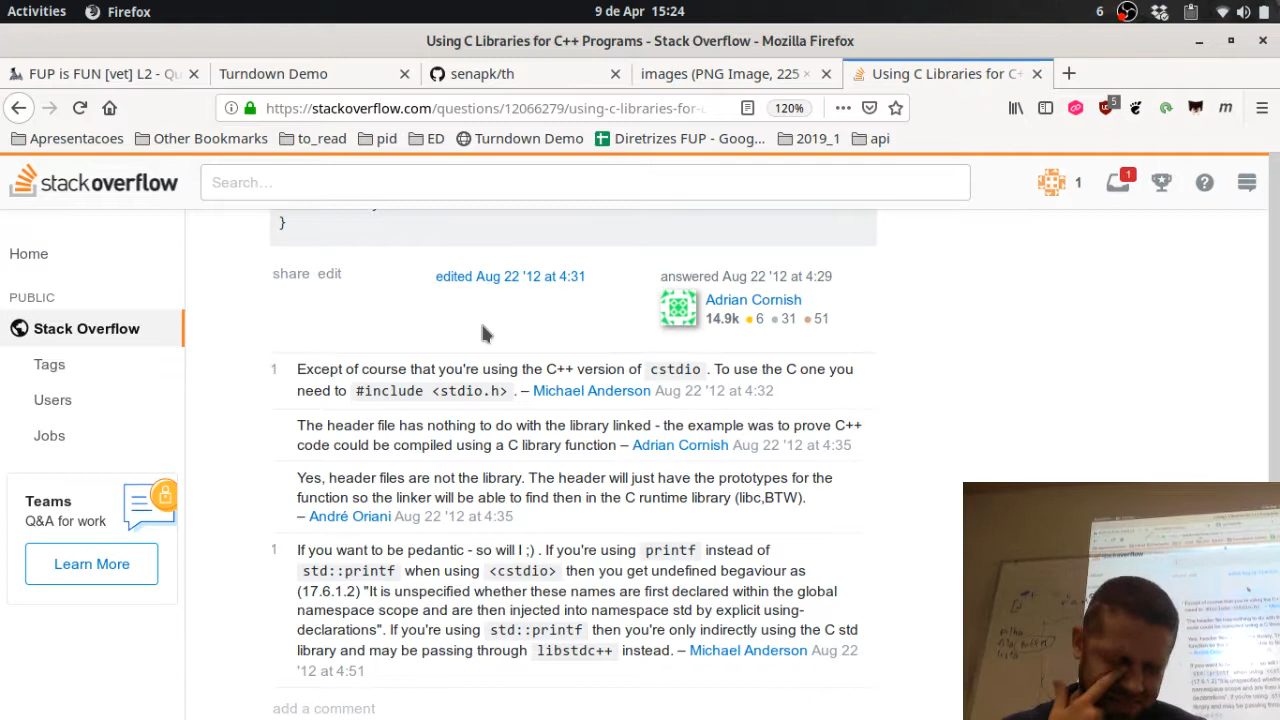 Activities Firefox 9 de Apr 15:24 6
Using C Libraries for C++ Programs - Stack Overflow - Mozilla Firefox
FUP is FUN [vet] L2 - Qu Turndown Demo senapk/th images (PNG Image, 225 × Using C Libraries for C+
https://stackoverflow.com/questions/12066279/using-c-libraries-for- 120% 5
Apresentacoes Other Bookmarks to_read pid ED Turndown Demo Diretrizes FUP - Goog... 2019_1 api
stackoverflow Search... 1 1
}
Home
share edit edited Aug 22 '12 at 4:31 answered Aug 22 '12 at 4:29
PUBLIC
Adrian Cornish
14.9k 6 31 51
Stack Overflow
Tags
Users
Jobs
1 Except of course that you're using the C++ version of cstdio . To use the C one you
need to #include <stdio.h> . – Michael Anderson Aug 22 '12 at 4:32
The header file has nothing to do with the library linked - the example was to prove C++
code could be compiled using a C library function – Adrian Cornish Aug 22 '12 at 4:35
Yes, header files are not the library. The header will just have the prototypes for the
function so the linker will be able to find then in the C runtime library (libc,BTW).
– André Oriani Aug 22 '12 at 4:35
Teams
Q&A for work
Learn More
1 If you want to be pedantic - so will I ;) . If you're using printf instead of
std::printf when using <cstdio> then you get undefined begaviour as
(17.6.1.2) "It is unspecified whether these names are first declared within the global
namespace scope and are then injected into namespace std by explicit using-
declarations". If you're using std::printf then you're only indirectly using the C std
library and may be passing through libstdc++ instead. – Michael Anderson Aug 22
'12 at 4:51
add a comment